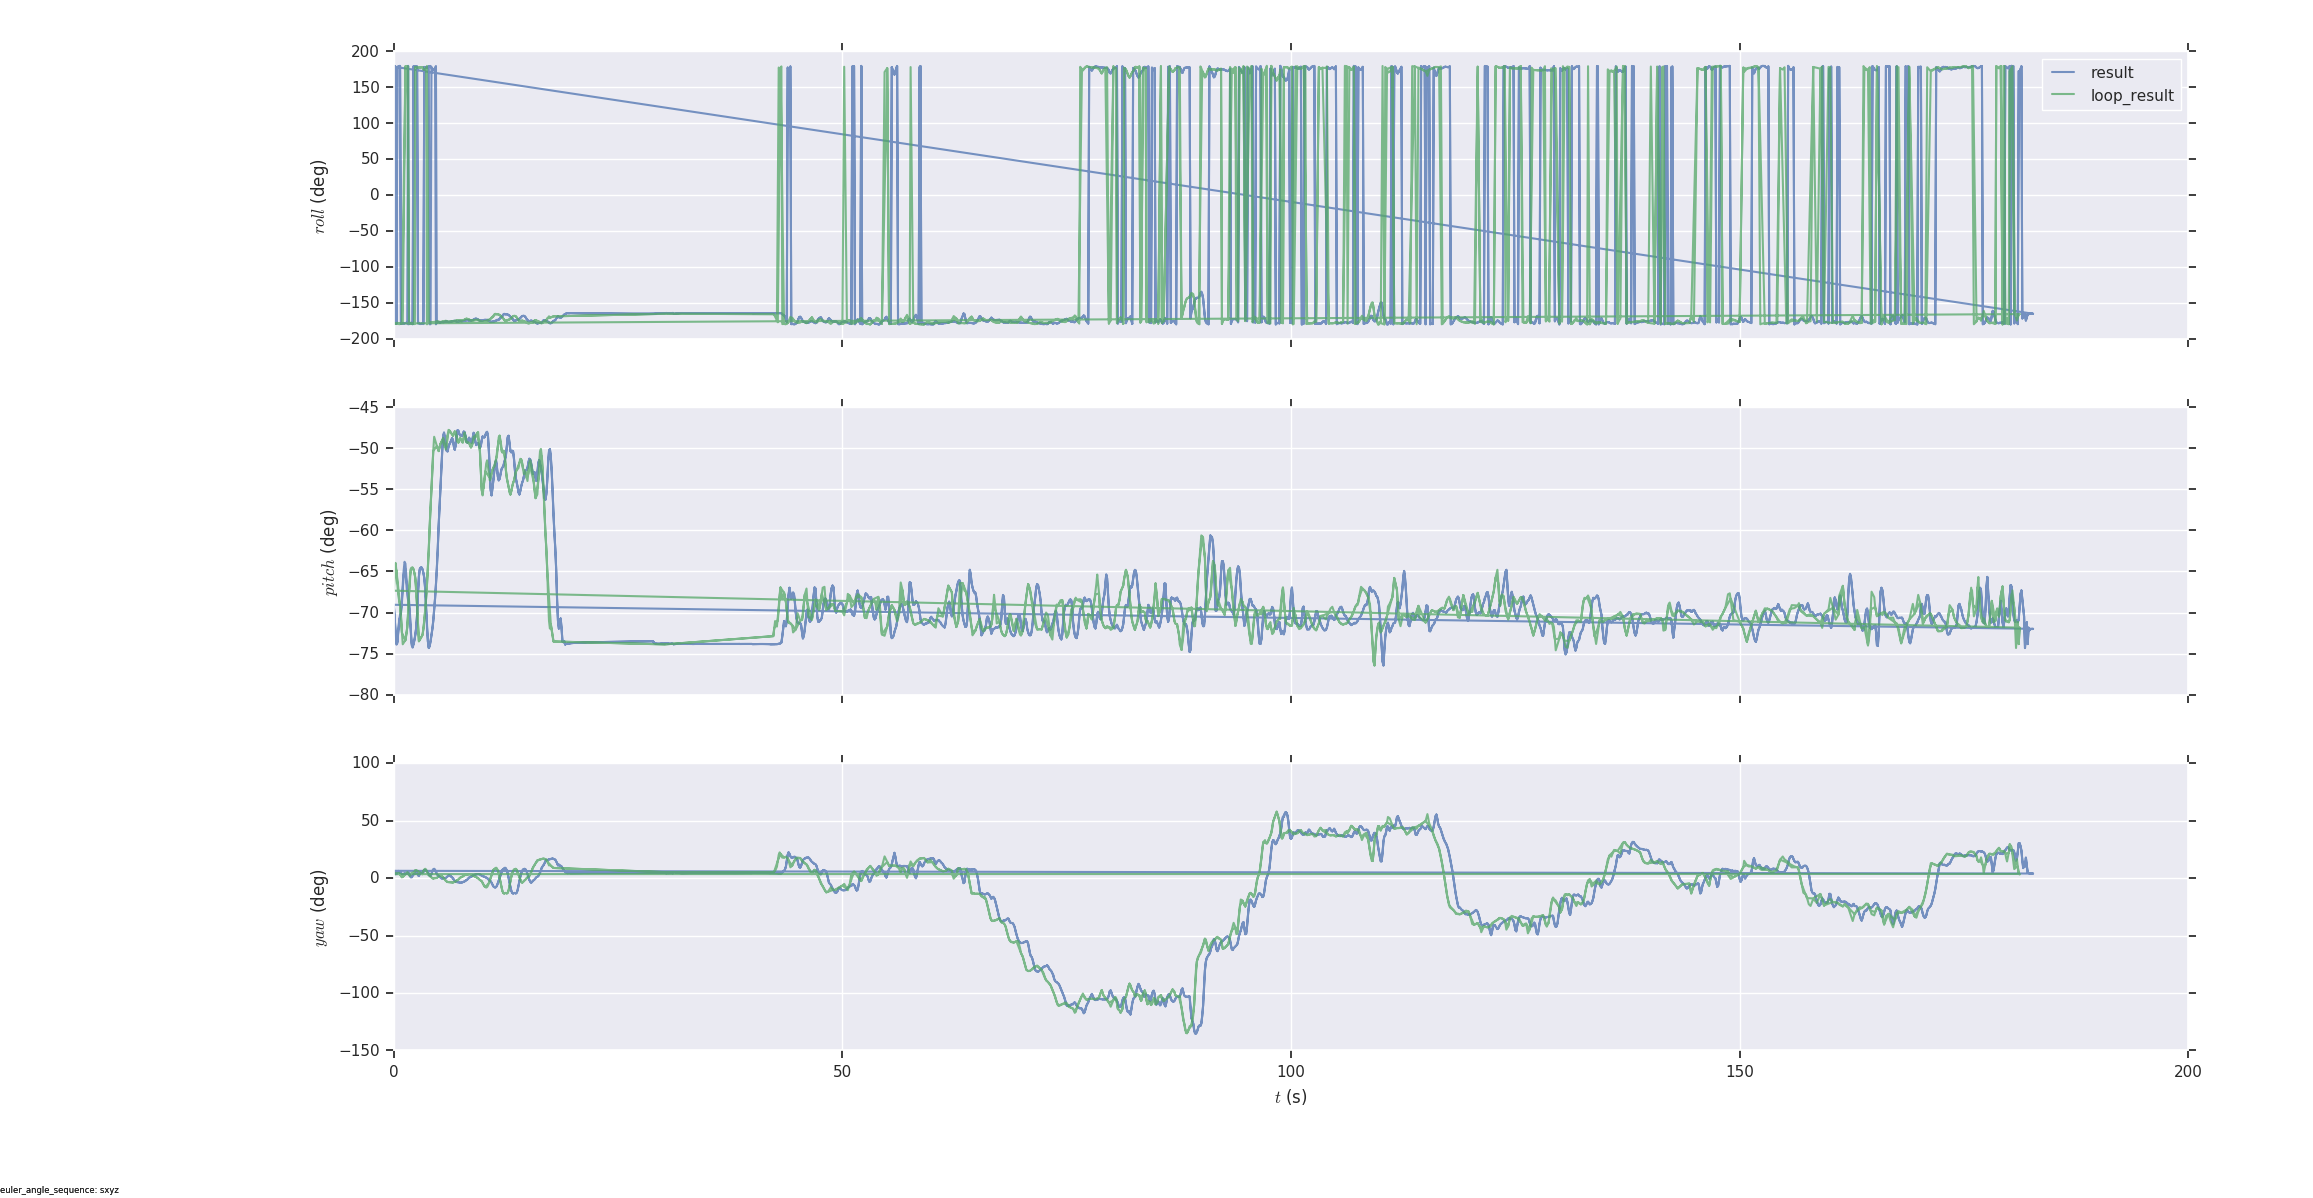 200
150
100
50
0
−50
−100
−150
−200
roll (deg)
result
loop_result
−45
−50
−55
−60
−65
−70
−75
−80
pitch (deg)
100
50
0
−50
−100
−150
yaw (deg)
0 50 100 150 200
t (s)
euler_angle_sequence: sxyz